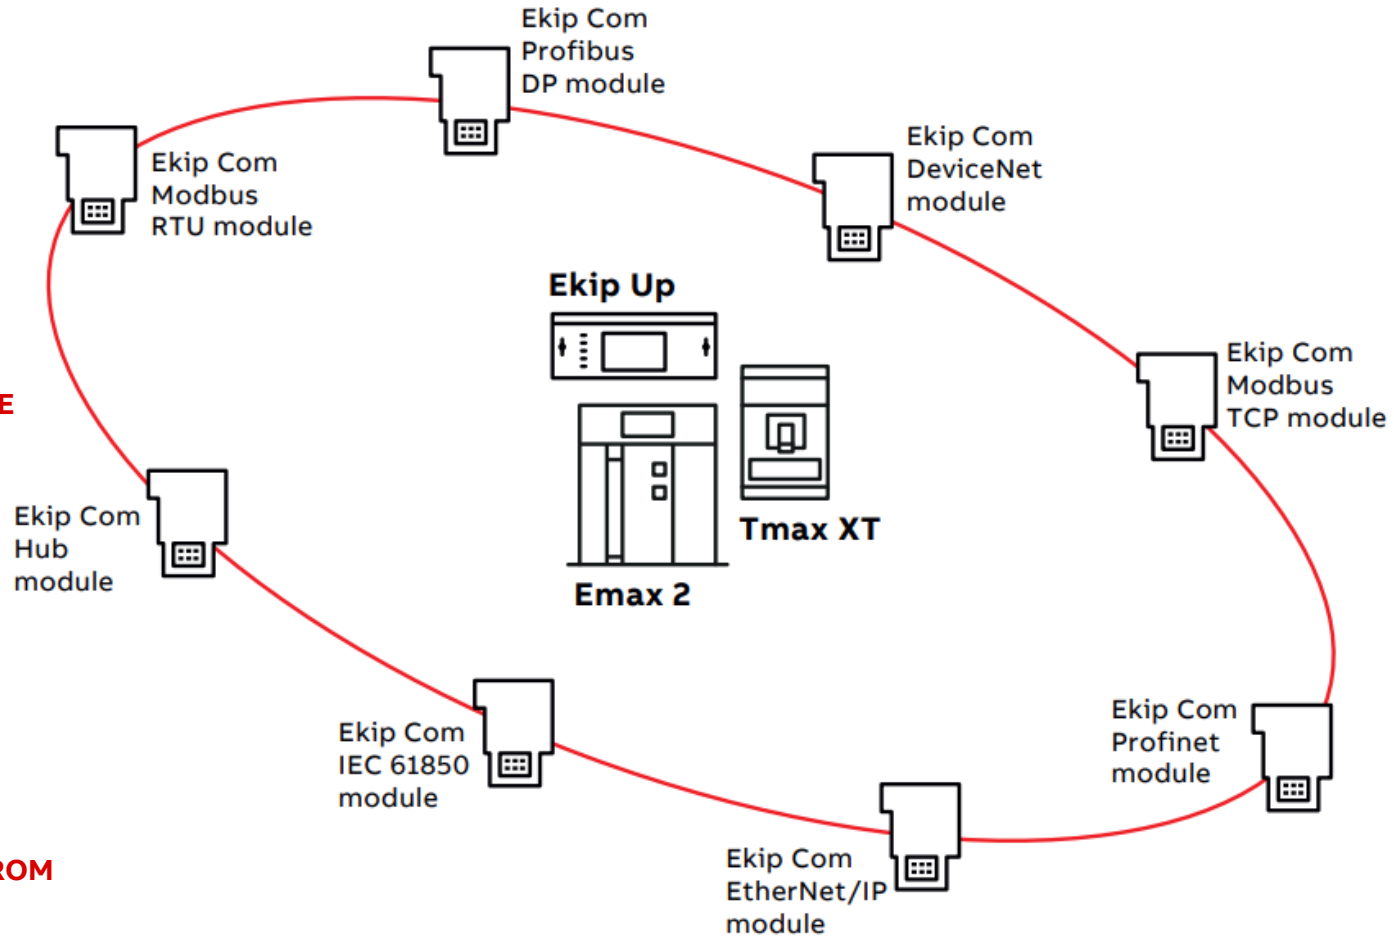 Ekip Com
Profibus
DP module
Ekip Com
DeviceNet
module
Ekip Com
Modbus
RTU module
Ekip Up
Ekip Com
Modbus
TCP module
E
Tmax XT
Ekip Com
Hub
module
Emax 2
Ekip Com
Profinet
module
Ekip Com
IEC 61850
module
ROM
Ekip Com
EtherNet/IP
module